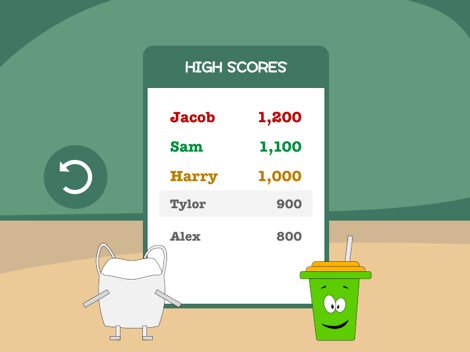 HIGH SCORES
Jacob 1,200
Sam 1,100
Harry 1,000
Tylor 900
Alex 800